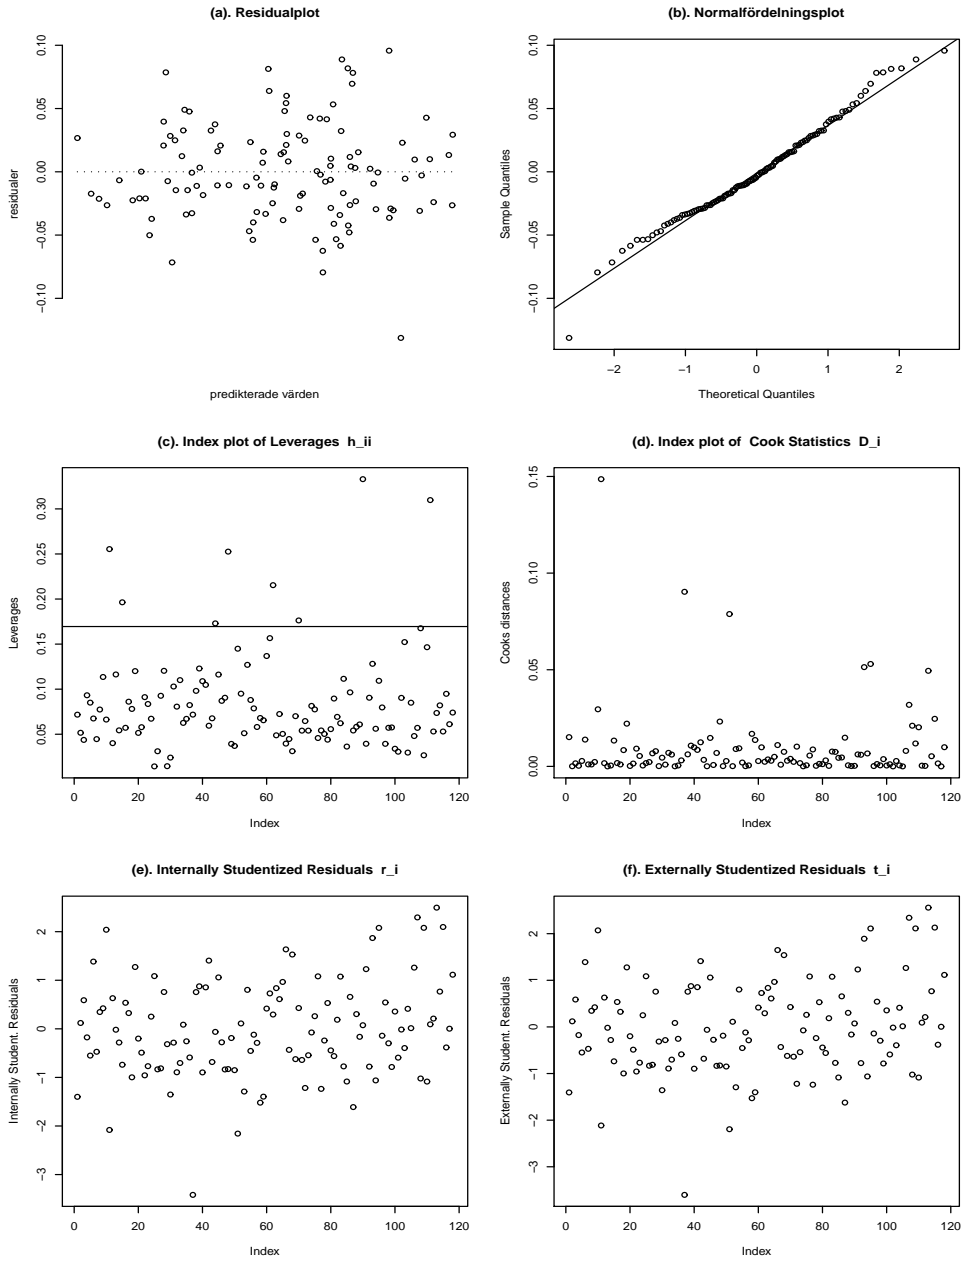 (a). Residualplot
residualer
0.10
0.05
0.00
−0.05
−0.10
predikterade värden
(b). Normalfördelningsplot
Sample Quantiles
0.10
0.05
0.00
−0.05
−0.10
−2 −1 0 1 2
Theoretical Quantiles
(c). Index plot of Leverages h_ii
Leverages
0.30
0.25
0.20
0.15
0.10
0.05
0 20 40 60 80 100 120
Index
(d). Index plot of Cook Statistics D_i
Cooks distances
0.15
0.10
0.05
0.00
0 20 40 60 80 100 120
Index
(e). Internally Studentized Residuals r_i
Internally Student. Residuals
2
1
0
−1
−2
−3
0 20 40 60 80 100 120
Index
(f). Externally Studentized Residuals t_i
Externally Student. Residuals
2
1
0
−1
−2
−3
0 20 40 60 80 100 120
Index